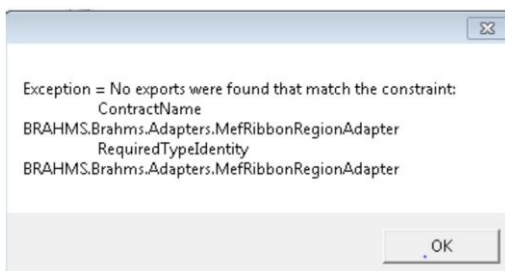 Exception = No exports were found that match the constraint:
ContractName
BRAHMS.Brahms.Adapters.MefRibbonRegionAdapter
RequiredTypeIdentity
BRAHMS.Brahms.Adapters.MefRibbonRegionAdapter
OK